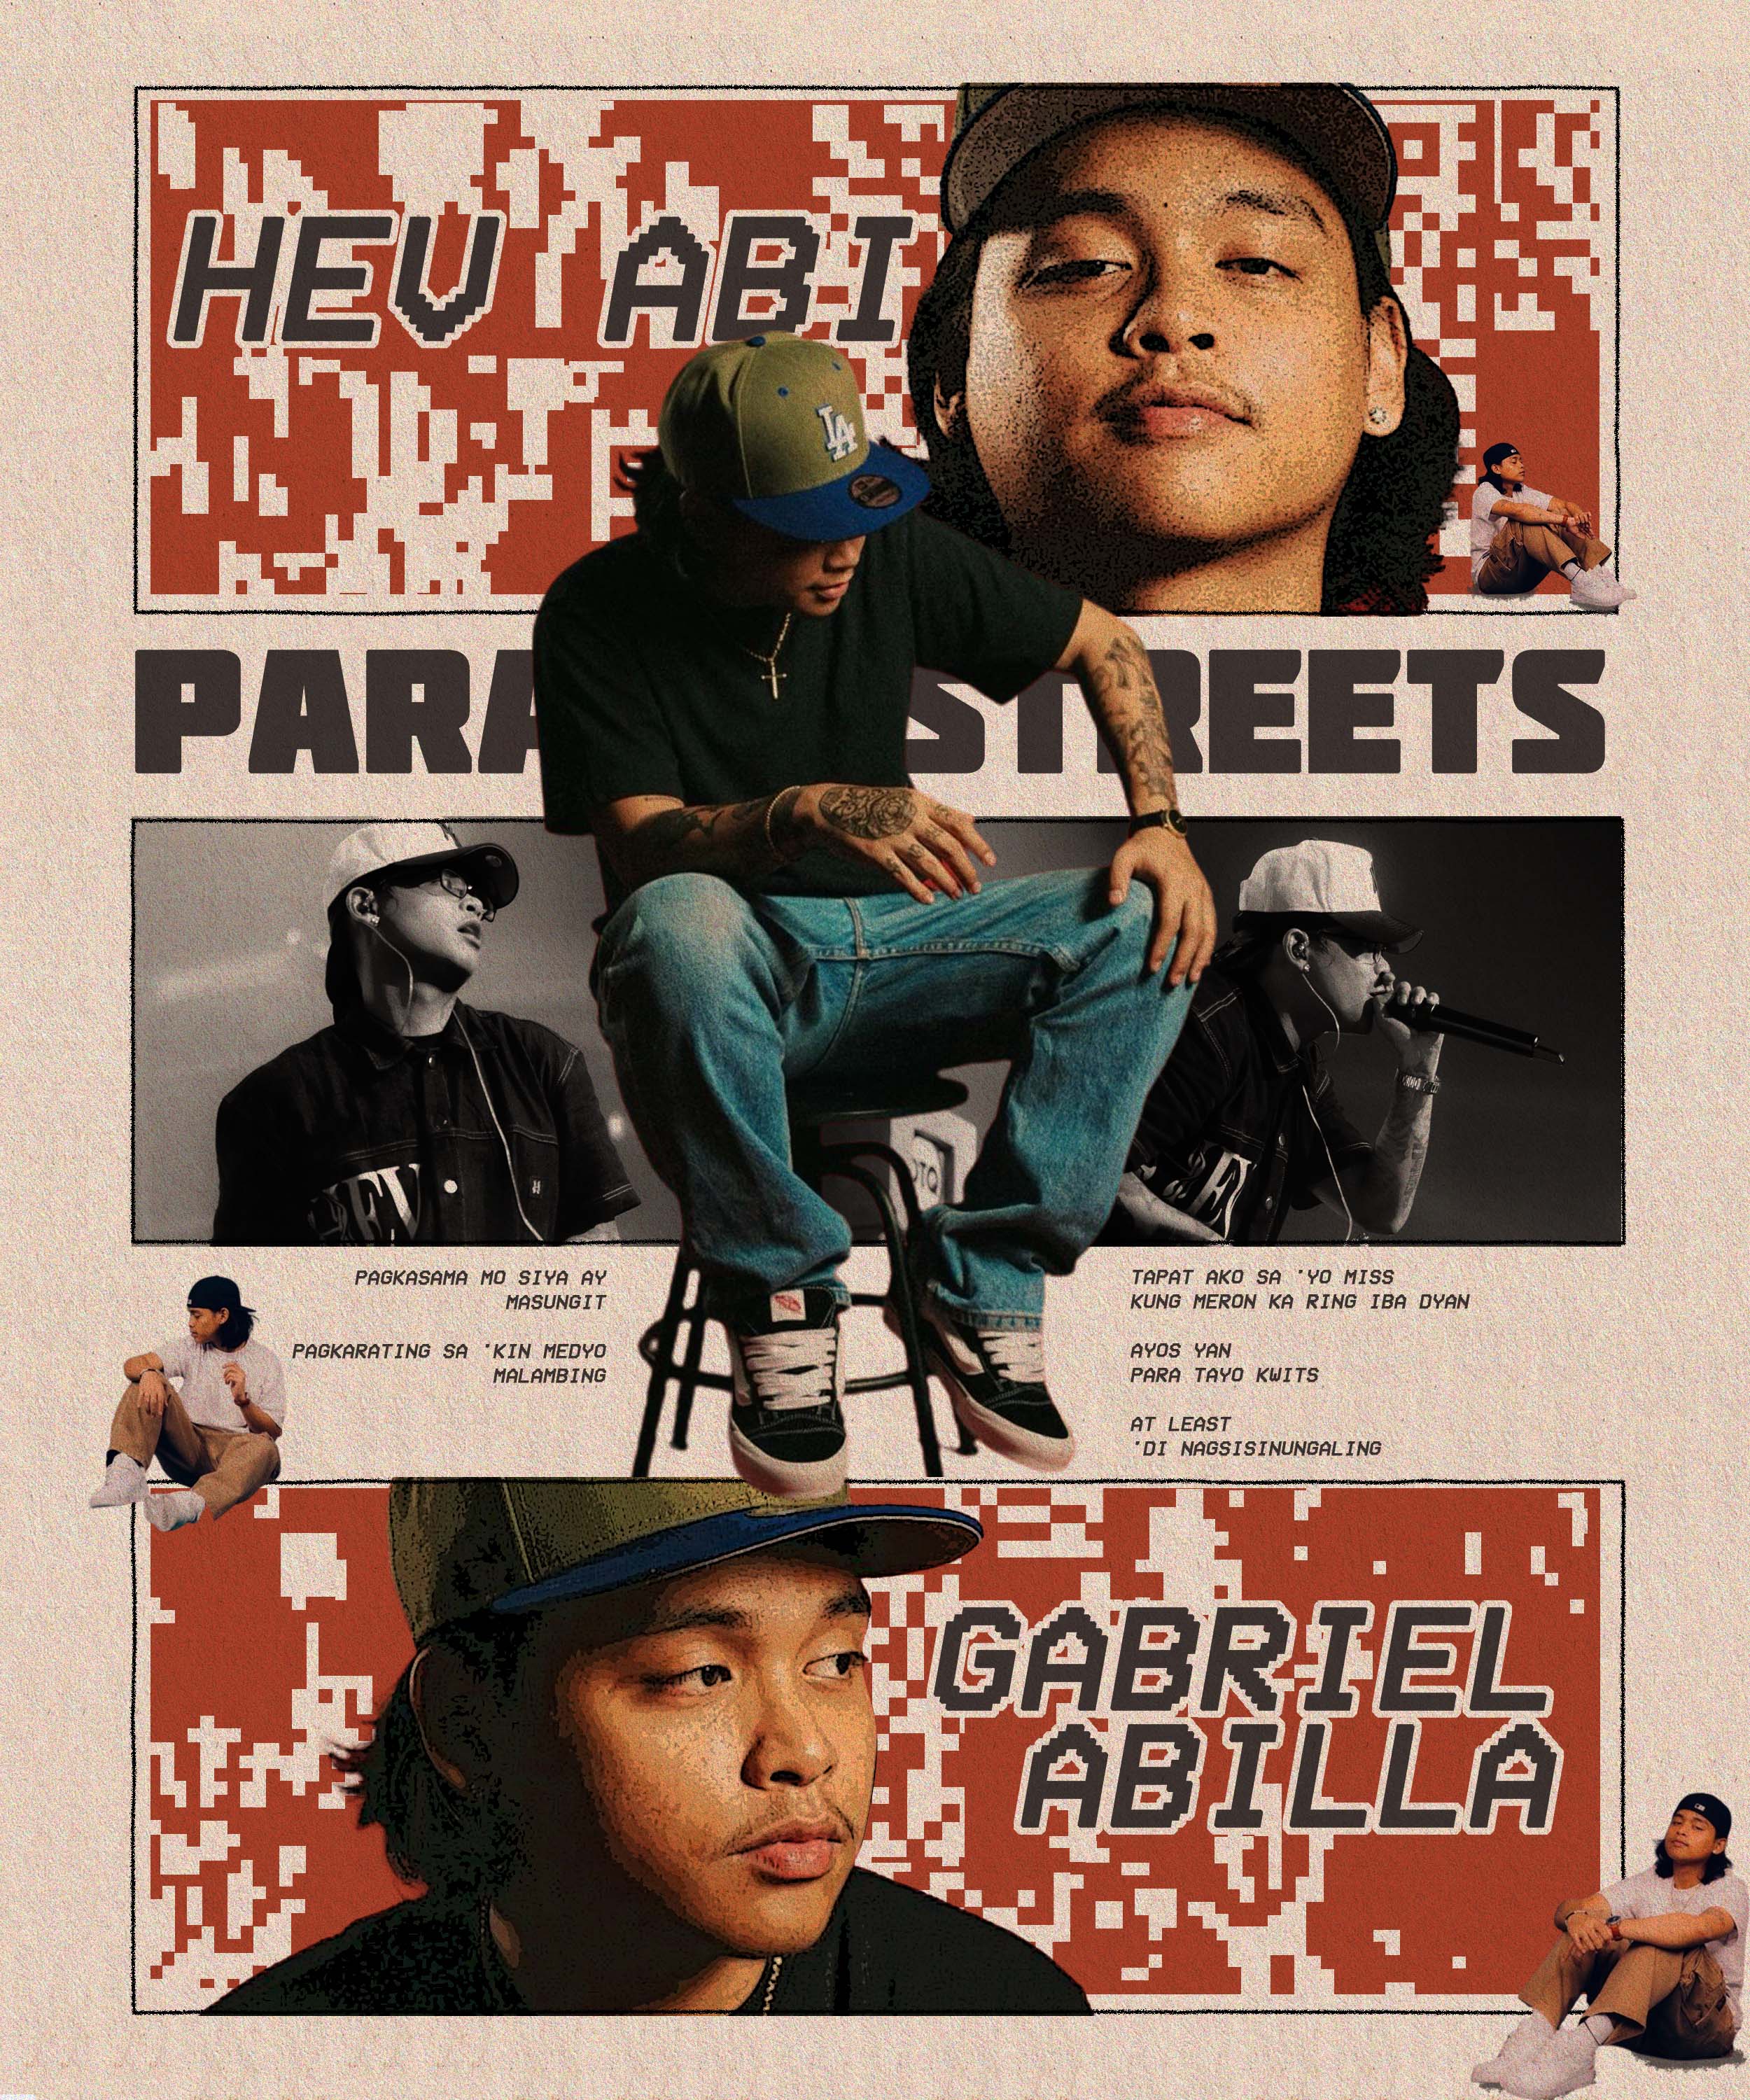 HEV ABI
LA
PARA STREETS
PAGKASAMA MO SIYA AY
MASUNGIT
PAGKARATING SA 'KIN MEDYO
MALAMBING
TAPAT AKO SA 'YO MISS
KUNG MERON KA RING IBA DYAN
AYOS YAN
PARA TAYO KWITS
AT LEAST
'DI NAGSISINUNGALING
GABRIEL
ABILLA